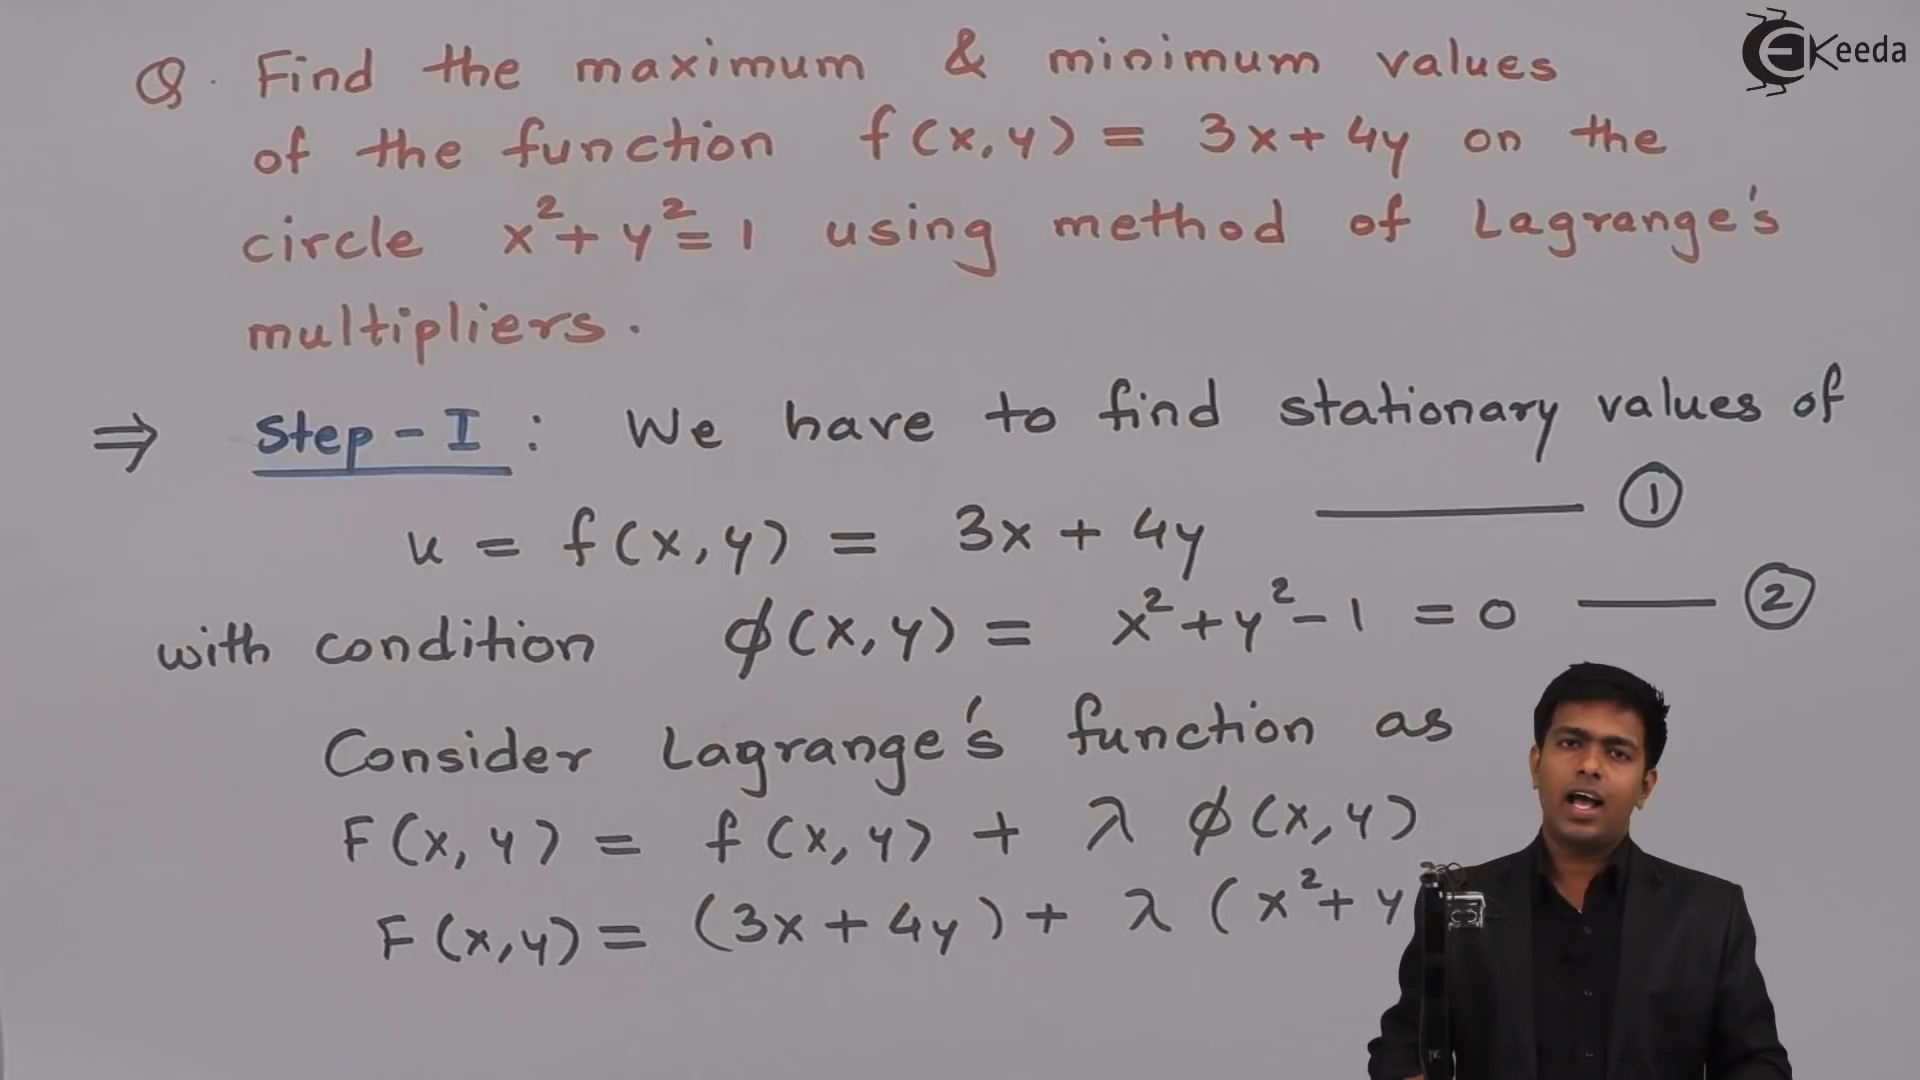 EKeeda
Q. Find the maximum & minimum values
of the function f(x,y) = 3x+4y on the
circle x²+y²=1 using method of Lagrange's
multipliers.
⇒ Step-I : We have to find stationary values of
u = f(x,y) = 3x + 4y ——— ①
with condition ϕ(x,y) = x²+y²-1 = 0 —— ②
Consider Lagrange's function as
F(x,y) = f(x,y) + λ ϕ(x,y)
F(x,y) = (3x+4y) + λ (x²+y²